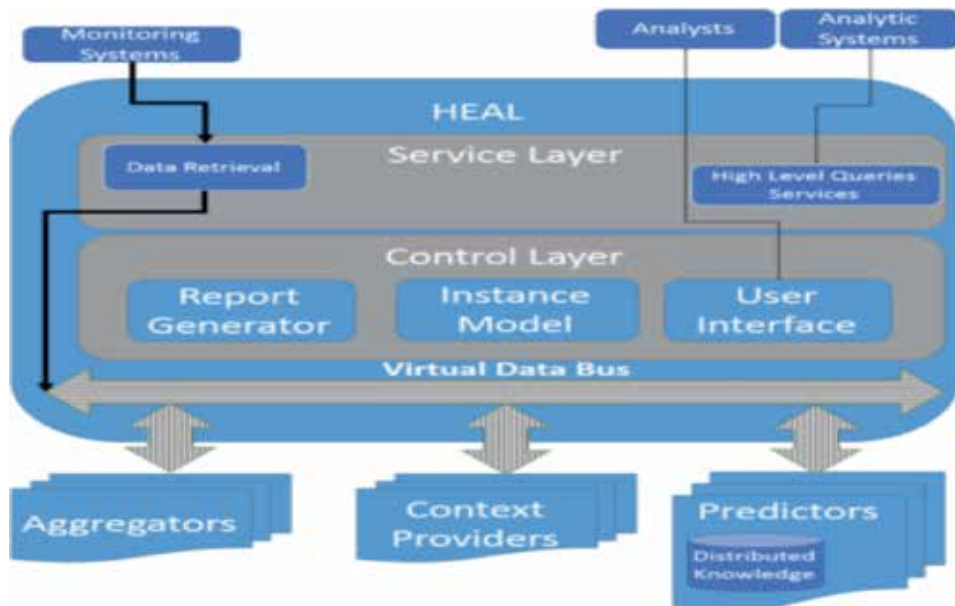 Monitoring
Systems
Analysts
Analytic
Systems
HEAL
Service Layer
Data Retrieval
High Level Queries
Services
Control Layer
Report
Generator
Instance
Model
User
Interface
Virtual Data Bus
Aggregators
Context
Providers
Predictors
Distributed
Knowledge